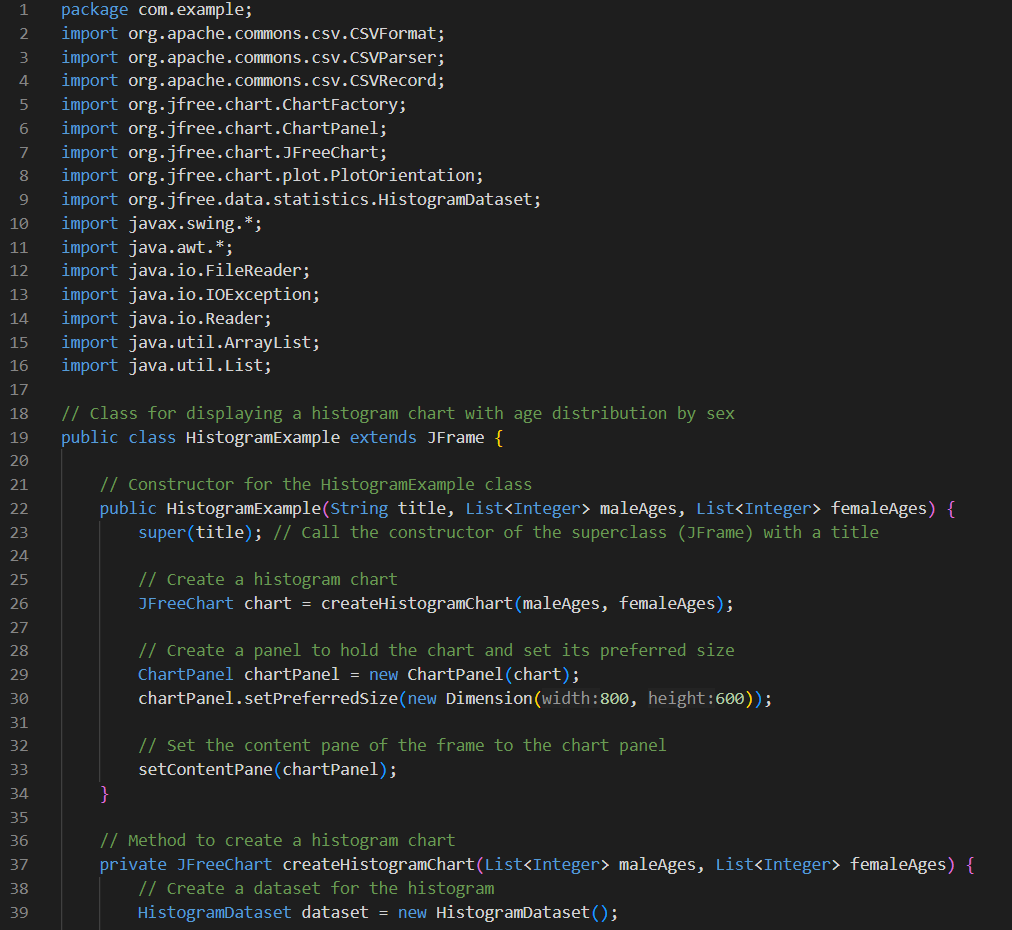 1 package com.example;
2 import org.apache.commons.csv.CSVFormat;
3 import org.apache.commons.csv.CSVParser;
4 import org.apache.commons.csv.CSVRecord;
5 import org.jfree.chart.ChartFactory;
6 import org.jfree.chart.ChartPanel;
7 import org.jfree.chart.JFreeChart;
8 import org.jfree.chart.plot.PlotOrientation;
9 import org.jfree.data.statistics.HistogramDataset;
10 import javax.swing.*;
11 import java.awt.*;
12 import java.io.FileReader;
13 import java.io.IOException;
14 import java.io.Reader;
15 import java.util.ArrayList;
16 import java.util.List;
17
18 // Class for displaying a histogram chart with age distribution by sex
19 public class HistogramExample extends JFrame {
20
21     // Constructor for the HistogramExample class
22     public HistogramExample(String title, List<Integer> maleAges, List<Integer> femaleAges) {
23         super(title); // Call the constructor of the superclass (JFrame) with a title
24
25         // Create a histogram chart
26         JFreeChart chart = createHistogramChart(maleAges, femaleAges);
27
28         // Create a panel to hold the chart and set its preferred size
29         ChartPanel chartPanel = new ChartPanel(chart);
30         chartPanel.setPreferredSize(new Dimension(width:800, height:600));
31
32         // Set the content pane of the frame to the chart panel
33         setContentPane(chartPanel);
34     }
35
36     // Method to create a histogram chart
37     private JFreeChart createHistogramChart(List<Integer> maleAges, List<Integer> femaleAges) {
38         // Create a dataset for the histogram
39         HistogramDataset dataset = new HistogramDataset();